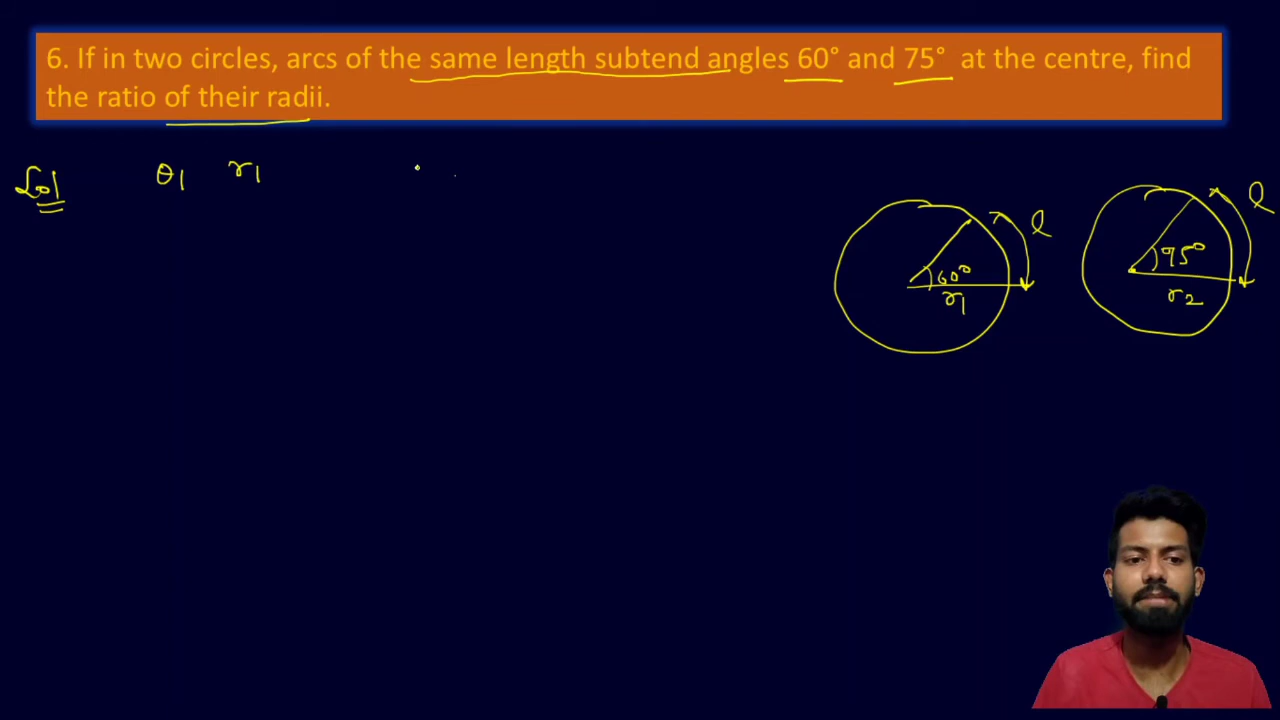 6. If in two circles, arcs of the same length subtend angles 60° and 75° at the centre, find
the ratio of their radii.
Sol
θ1 r1
l
60°
r1
l
75°
r2